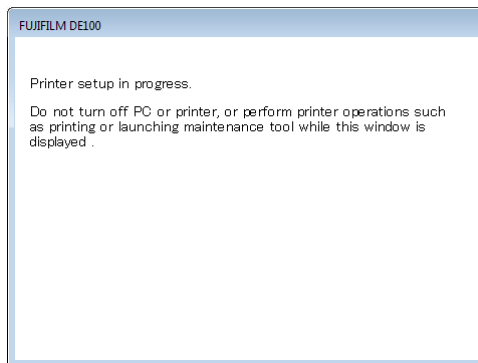 FUJIFILM DE100
Printer setup in progress.
Do not turn off PC or printer, or perform printer operations such
as printing or launching maintenance tool while this window is
displayed .